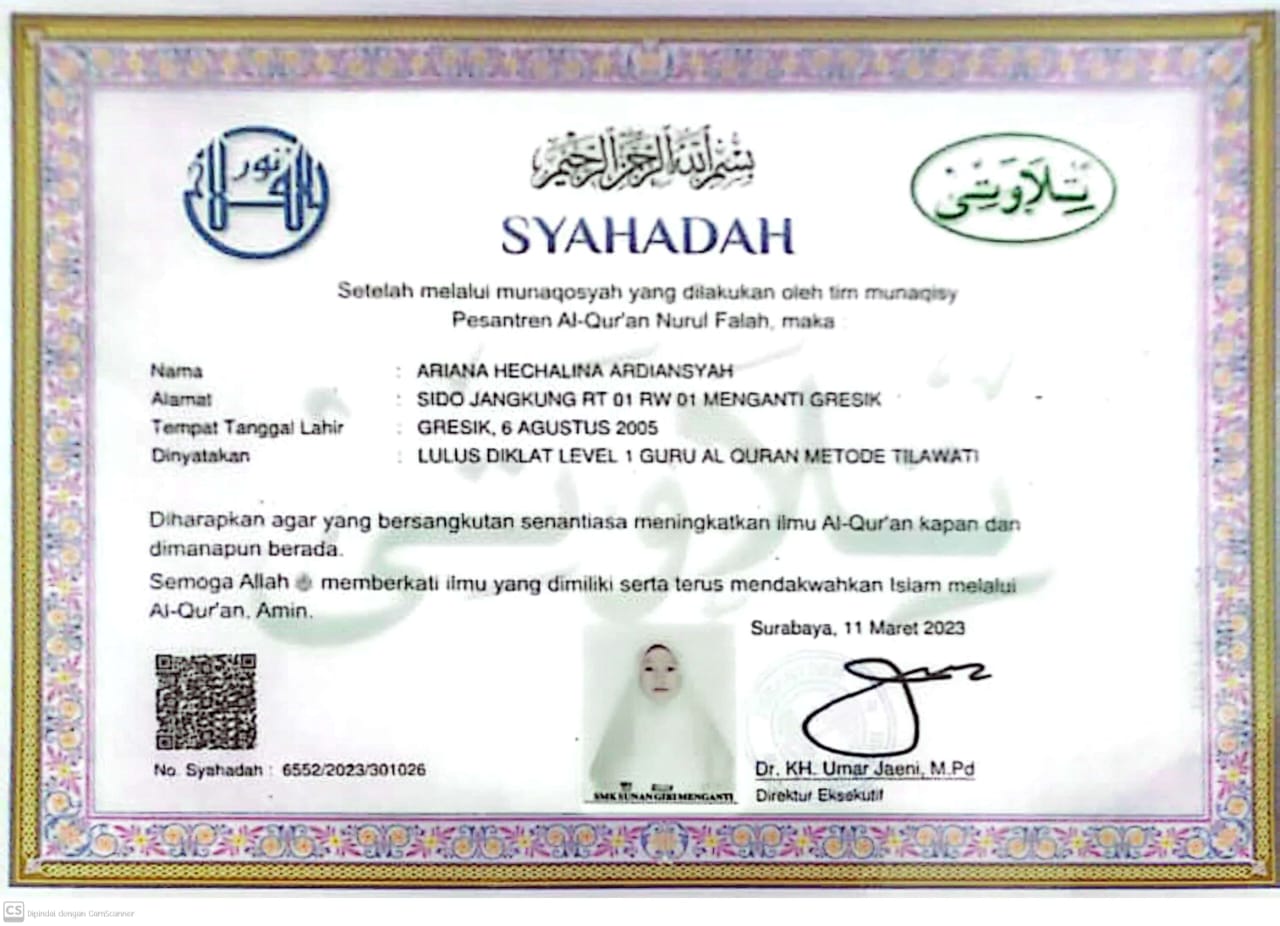 نور الفلاح
بسم الله الرحمن الرحيم
تِلَاوَتِى
SYAHADAH
Setelah melalui munaqosyah yang dilakukan oleh tim munaqisy
Pesantren Al-Qur'an Nurul Falah, maka :
Nama : ARIANA HECHALINA ARDIANSYAH
Alamat : SIDO JANGKUNG RT 01 RW 01 MENGANTI GRESIK
Tempat Tanggal Lahir : GRESIK, 6 AGUSTUS 2005
Dinyatakan : LULUS DIKLAT LEVEL 1 GURU AL QURAN METODE TILAWATI
Diharapkan agar yang bersangkutan senantiasa meningkatkan ilmu Al-Qur'an kapan dan
dimanapun berada.
Semoga Allah ﷻ memberkati ilmu yang dimiliki serta terus mendakwahkan Islam melalui
Al-Qur'an, Amin.
Surabaya, 11 Maret 2023
No. Syahadah : 6552/2023/301026
SMK SUNAN GIRI MENGANTI
Dr. KH. Umar Jaeni, M.Pd
Direktur Eksekutif
CS Dipindai dengan CamScanner